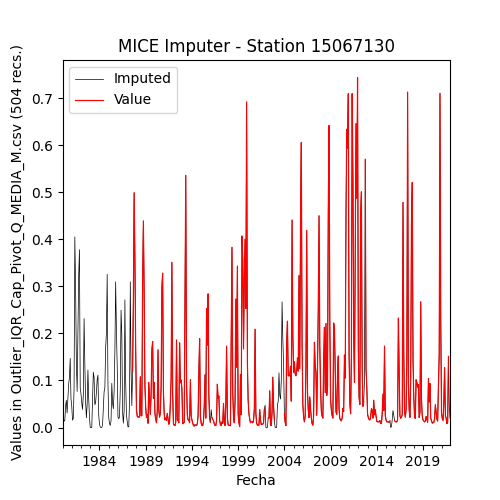 MICE Imputer - Station 15067130
Values in Outlier_IQR_Cap_Pivot_Q_MEDIA_M.csv (504 recs.)
Imputed
Value
0.7
0.6
0.5
0.4
0.3
0.2
0.1
0.0
1984 1989 1994 1999 2004 2009 2014 2019
Fecha